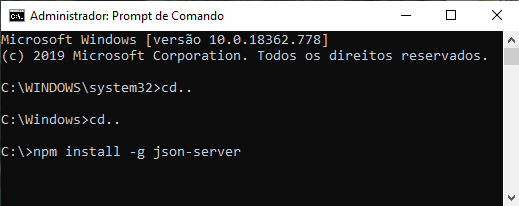 Administrador: Prompt de Comando
Microsoft Windows [versão 10.0.18362.778]
(c) 2019 Microsoft Corporation. Todos os direitos reservados.
C:\WINDOWS\system32>cd..
C:\Windows>cd..
C:\>npm install -g json-server